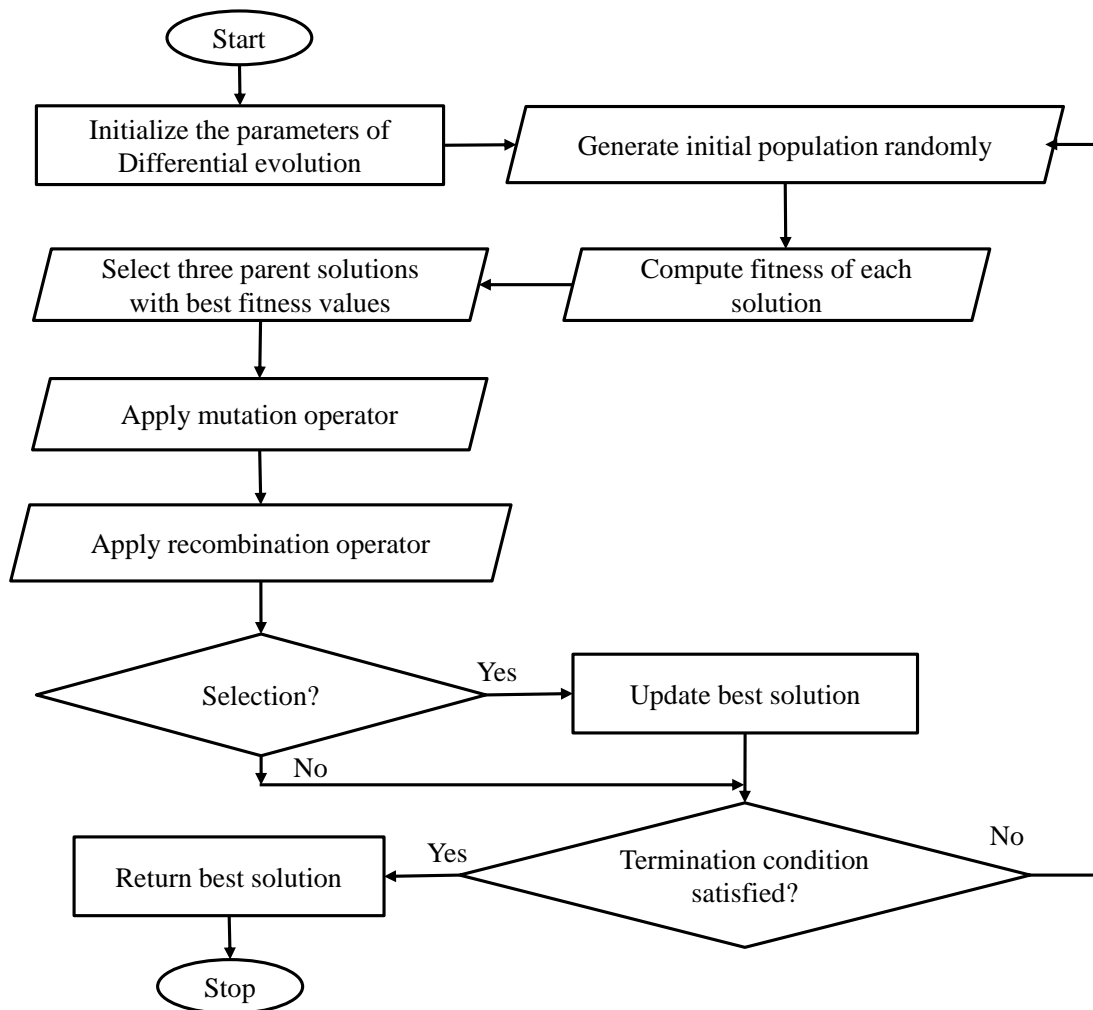 Start
Initialize the parameters of
Differential evolution
Generate initial population randomly
Select three parent solutions
with best fitness values
Compute fitness of each
solution
Apply mutation operator
Apply recombination operator
Selection?
Yes
Update best solution
No
Termination condition
satisfied?
No
Yes
Return best solution
Stop